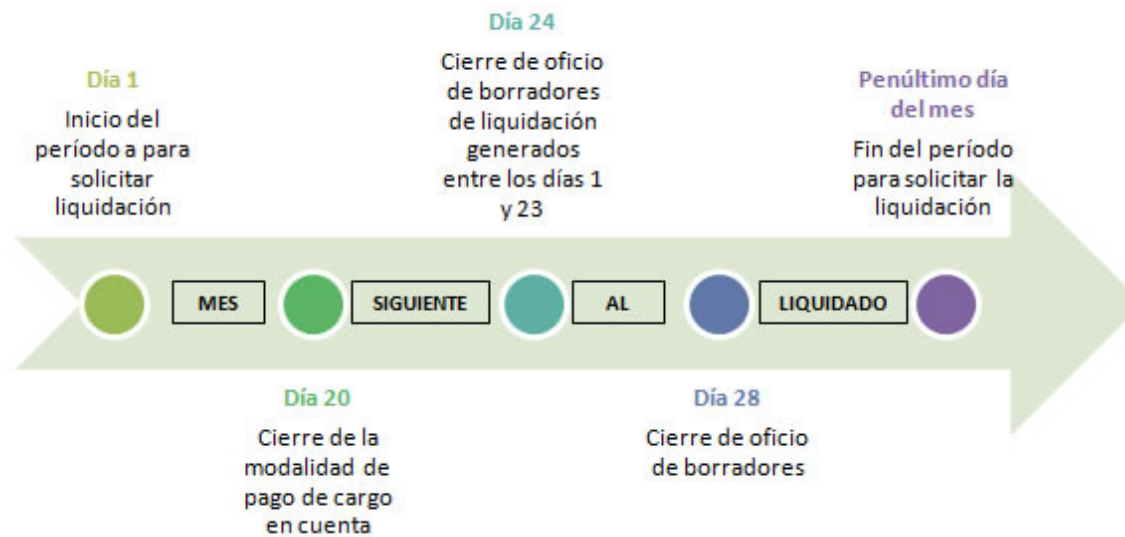 Día 1
Inicio del
período a para
solicitar
liquidación
Día 24
Cierre de oficio
de borradores
de liquidación
generados
entre los días 1
y 23
Penúltimo día
del mes
Fin del período
para solicitar la
liquidación
MES
SIGUIENTE
AL
LIQUIDADO
Día 20
Cierre de la
modalidad de
pago de cargo
en cuenta
Día 28
Cierre de oficio
de borradores